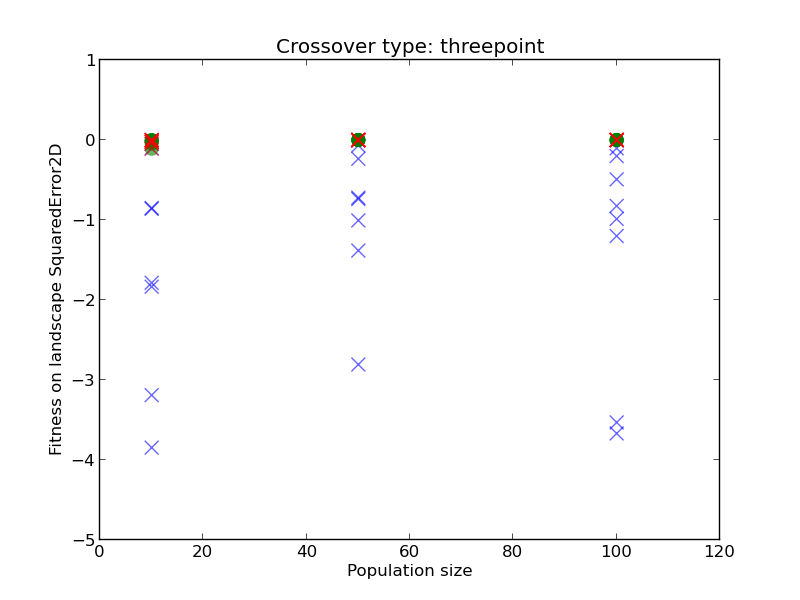 Crossover type: threepoint
1
0
−1
−2
−3
−4
−5
Fitness on landscape SquaredError2D
0 20 40 60 80 100 120
Population size